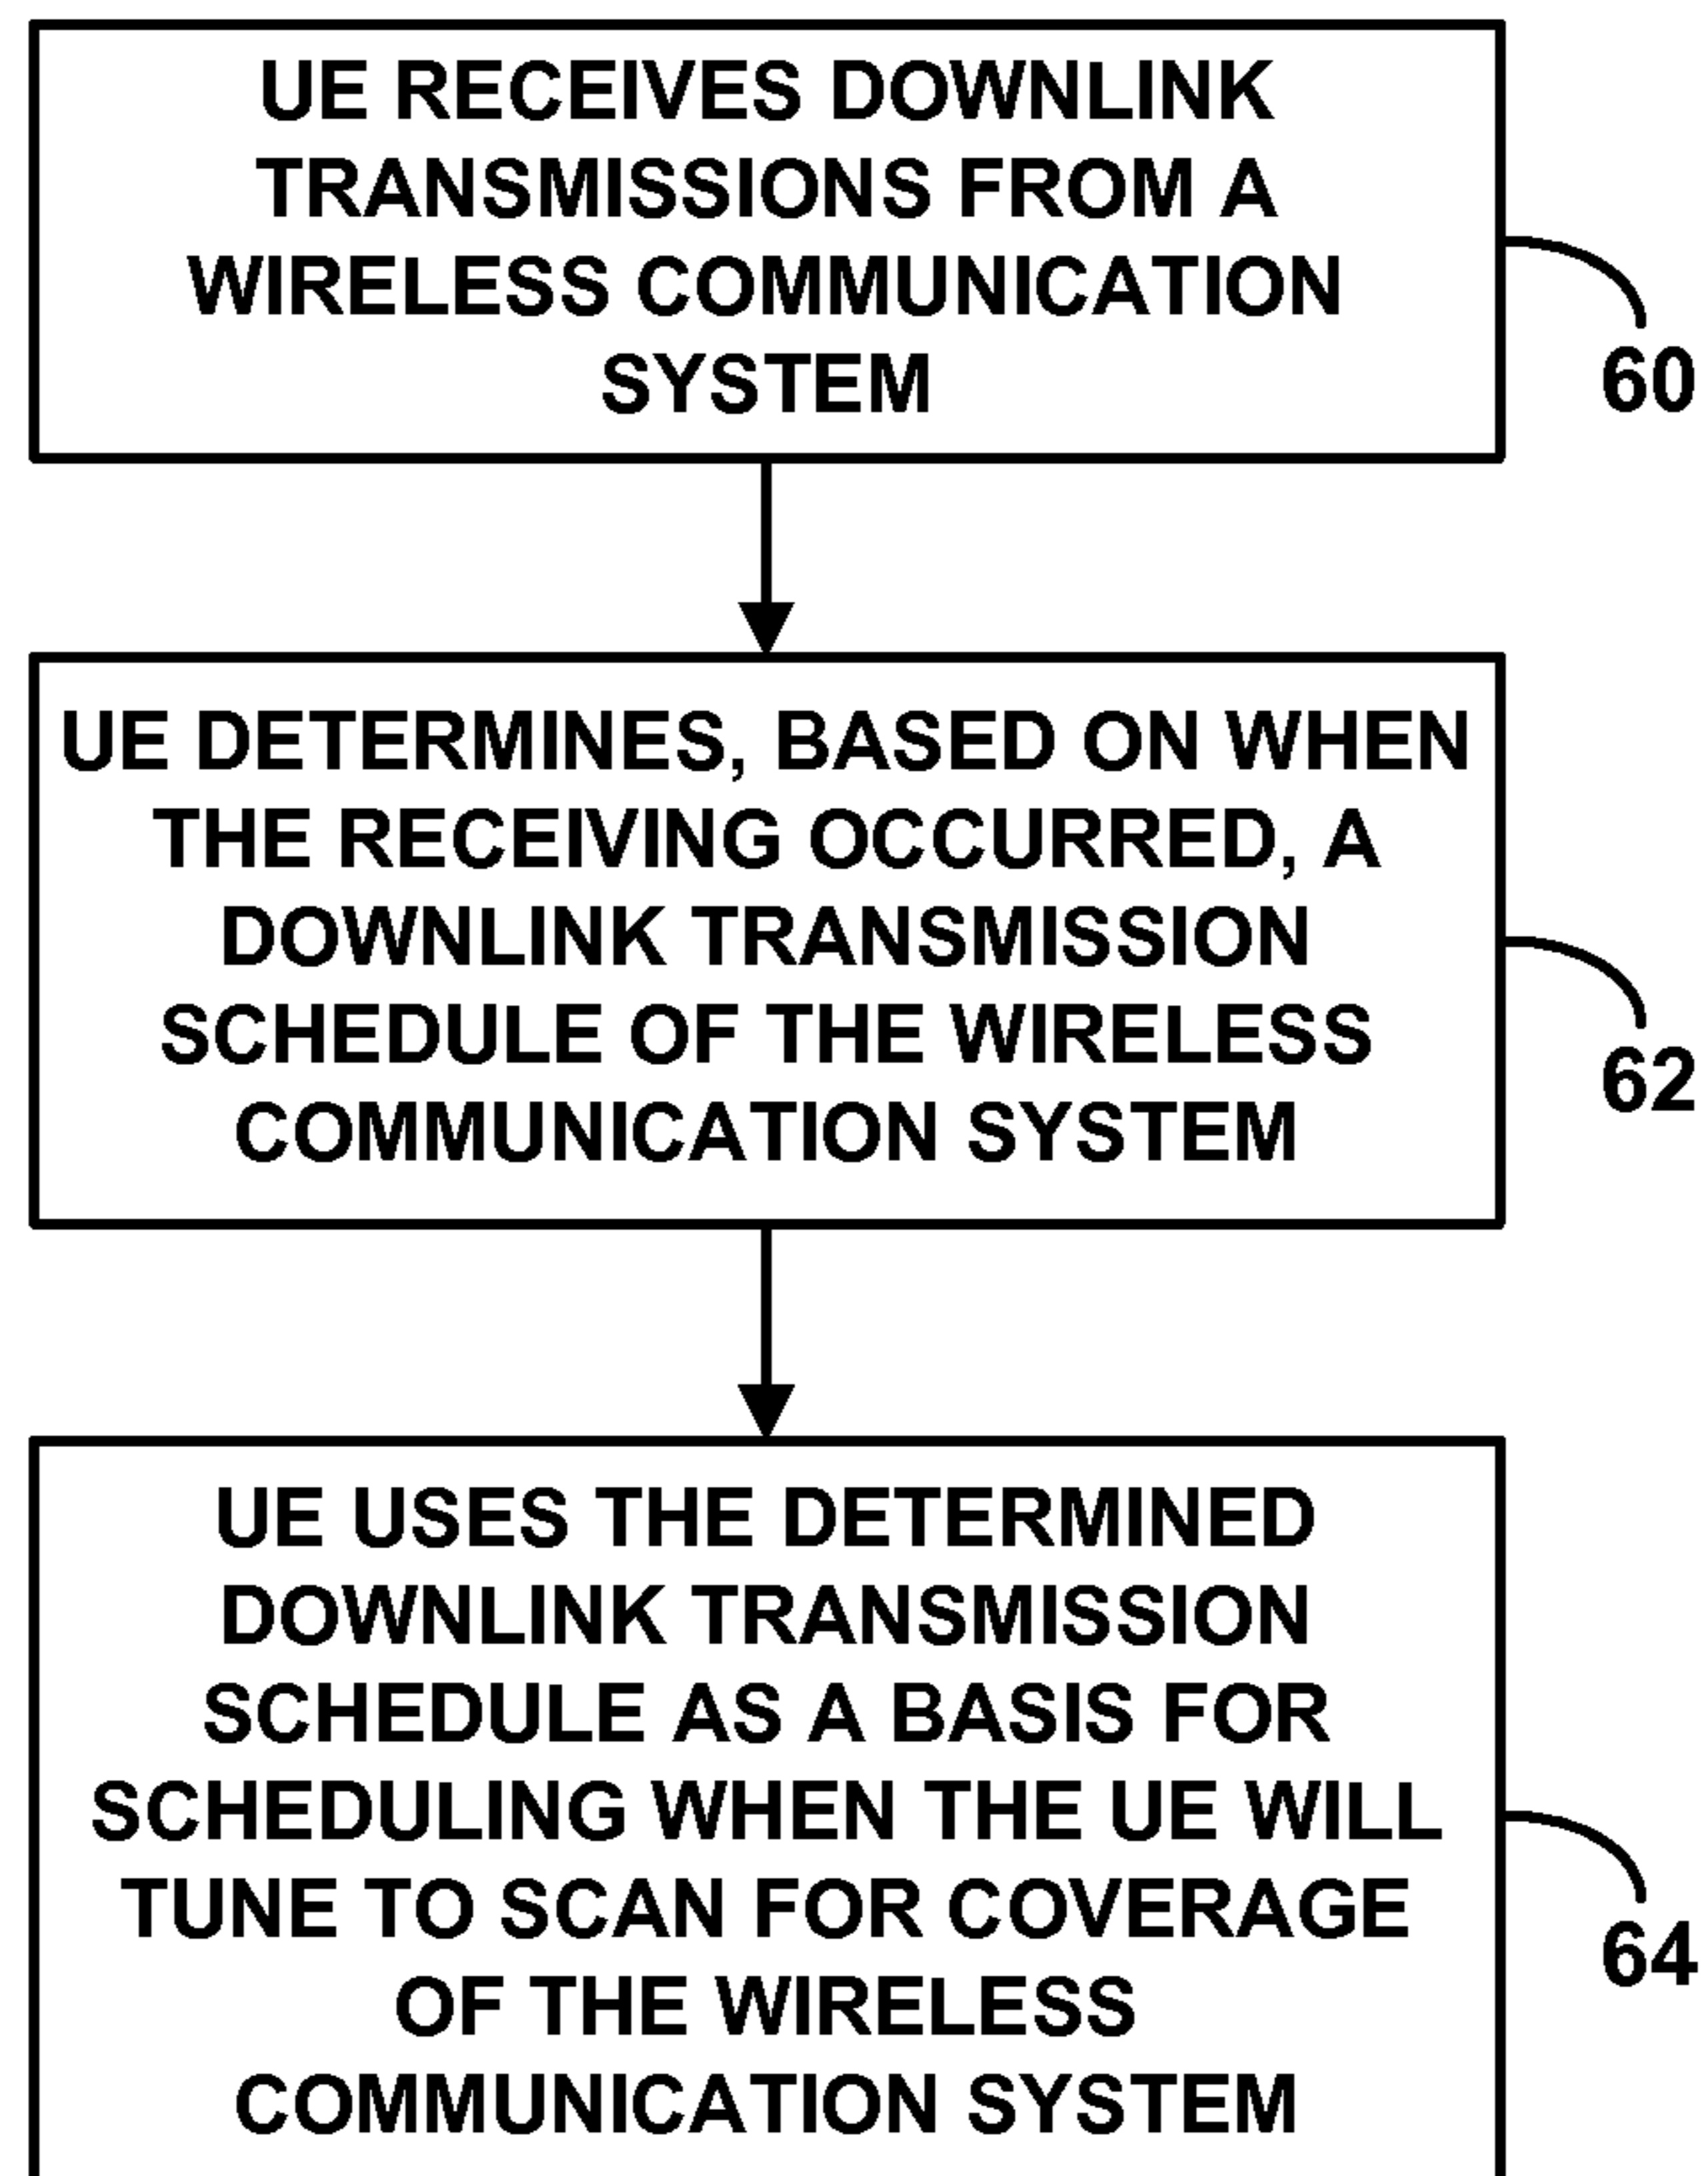 UE RECEIVES DOWNLINK
TRANSMISSIONS FROM A
WIRELESS COMMUNICATION
SYSTEM
60
UE DETERMINES, BASED ON WHEN
THE RECEIVING OCCURRED, A
DOWNLINK TRANSMISSION
SCHEDULE OF THE WIRELESS
COMMUNICATION SYSTEM
62
UE USES THE DETERMINED
DOWNLINK TRANSMISSION
SCHEDULE AS A BASIS FOR
SCHEDULING WHEN THE UE WILL
TUNE TO SCAN FOR COVERAGE
OF THE WIRELESS
COMMUNICATION SYSTEM
64